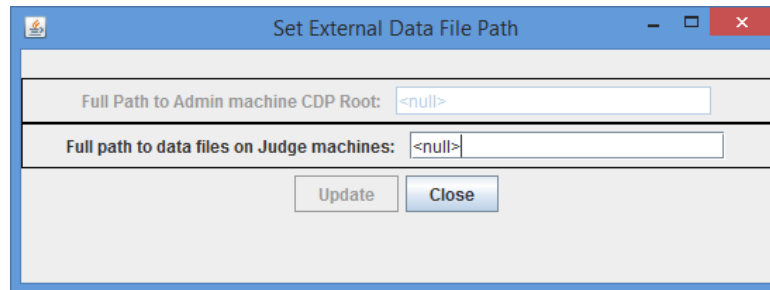 Set External Data File Path
Full Path to Admin machine CDP Root: <null>
Full path to data files on Judge machines: <null>
Update Close